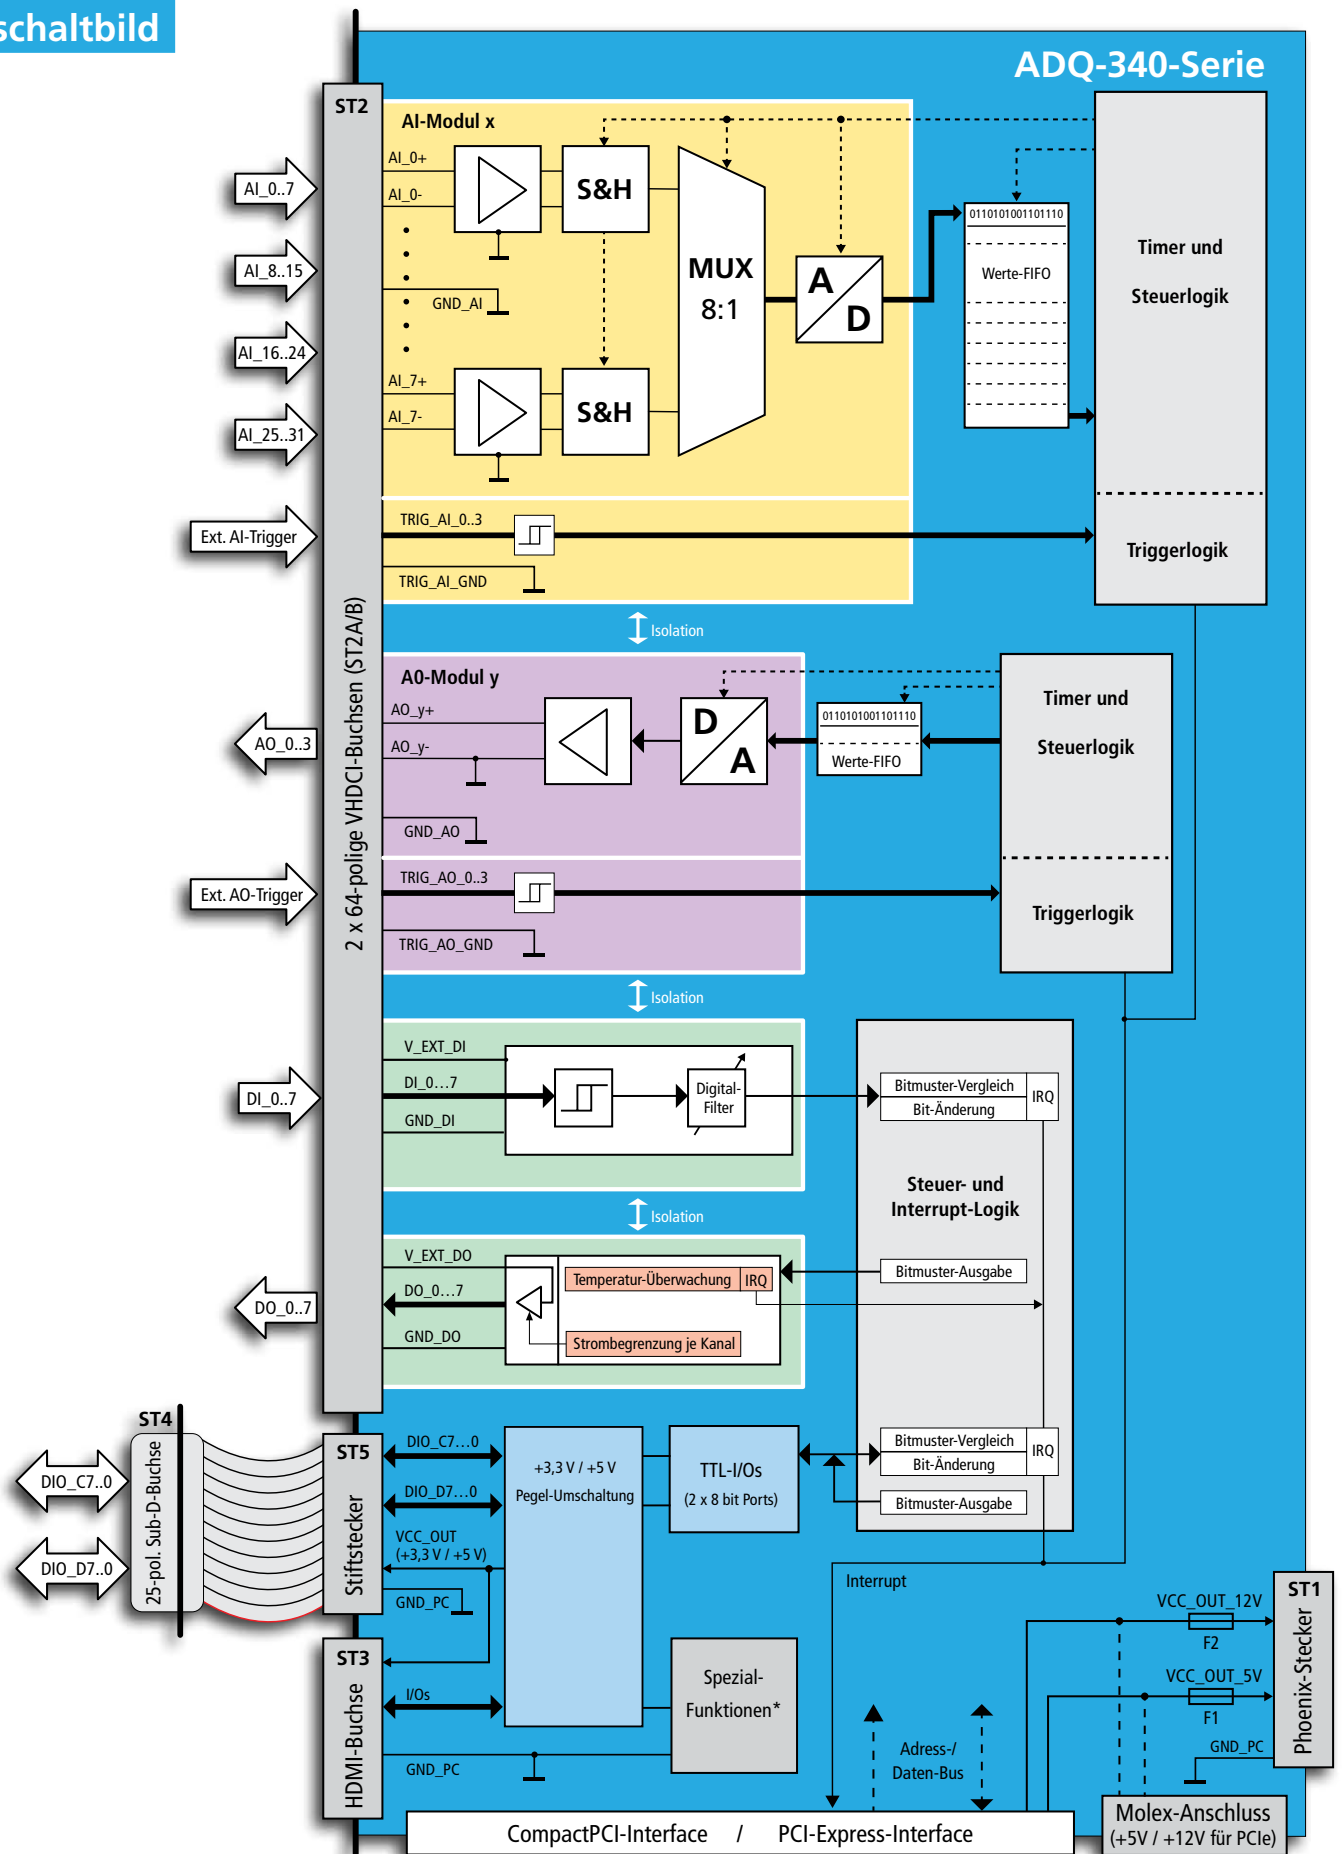 schaltbild
ADQ-340-Serie
ST2
2 x 64-polige VHDCI-Buchsen (ST2A/B)
AI_0..7
AI_8..15
AI_16..24
AI_25..31
Ext. AI-Trigger
AI-Modul x
AI_0+
AI_0-
GND_AI
AI_7+
AI_7-
S&H
S&H
MUX
8:1
A
D
0110101001101110
Werte-FIFO
Timer und
Steuerlogik
Triggerlogik
TRIG_AI_0..3
TRIG_AI_GND
Isolation
A0-Modul y
AO_y+
AO_y-
GND_AO
D
A
0110101001101110
Werte-FIFO
Timer und
Steuerlogik
Triggerlogik
AO_0..3
Ext. AO-Trigger
TRIG_AO_0..3
TRIG_AO_GND
Isolation
DI_0..7
V_EXT_DI
DI_0...7
GND_DI
Digital-
Filter
Bitmuster-Vergleich
Bit-Änderung
IRQ
Steuer- und
Interrupt-Logik
Isolation
DO_0..7
V_EXT_DO
DO_0...7
GND_DO
Temperatur-Überwachung
IRQ
Strombegrenzung je Kanal
Bitmuster-Ausgabe
ST4
25-pol. Sub-D-Buchse
DIO_C7..0
DIO_D7..0
ST5
Stiftstecker
DIO_C7...0
DIO_D7...0
VCC_OUT
(+3,3 V / +5 V)
GND_PC
+3,3 V / +5 V
Pegel-Umschaltung
TTL-I/Os
(2 x 8 bit Ports)
Bitmuster-Vergleich
Bit-Änderung
IRQ
Bitmuster-Ausgabe
Interrupt
ST3
HDMI-Buchse
I/Os
GND_PC
Spezial-
Funktionen*
Adress-/
Daten-Bus
ST1
Phoenix-Stecker
VCC_OUT_12V
F2
VCC_OUT_5V
F1
GND_PC
CompactPCI-Interface / PCI-Express-Interface
Molex-Anschluss
(+5V / +12V für PCIe)